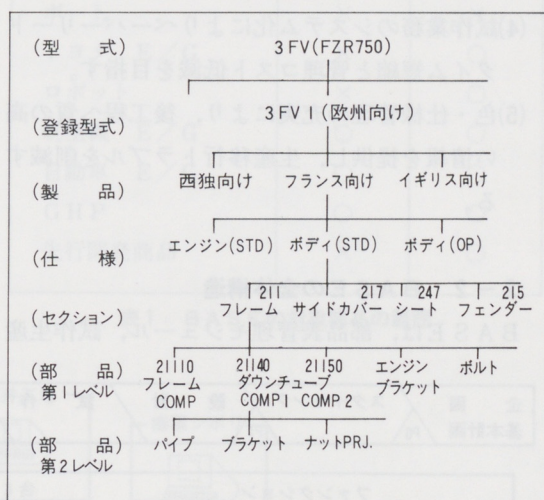 (型 式) 3FV(FZR750)
(登録型式) 3FV (欧州向け)
(製 品) 西独向け フランス向け イギリス向け
(仕 様) エンジン(STD) ボディ(STD) ボディ(OP)
211 217 247 215
(セクション) フレーム サイドカバー シート フェンダー
(部 品) 21110 21140 21150 エンジン ボルト
第1レベル フレーム ダウンチューブ ブラケット
COMP COMP1 COMP2
(部 品) パイプ ブラケット ナットPRJ.
第2レベル